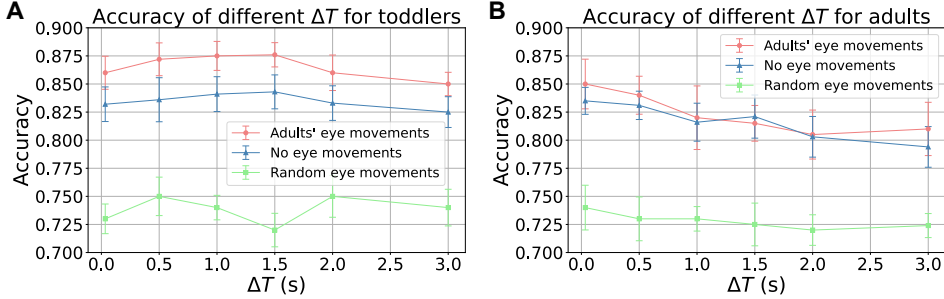 A
Accuracy of different ΔT for toddlers
0.900
0.875
0.850
0.825
0.800
0.775
0.750
0.725
0.700
Accuracy
Adults' eye movements
No eye movements
Random eye movements
0.0 0.5 1.0 1.5 2.0 2.5 3.0
ΔT (s)
B
Accuracy of different ΔT for adults
0.900
0.875
0.850
0.825
0.800
0.775
0.750
0.725
0.700
Accuracy
Adults' eye movements
No eye movements
Random eye movements
0.0 0.5 1.0 1.5 2.0 2.5 3.0
ΔT (s)